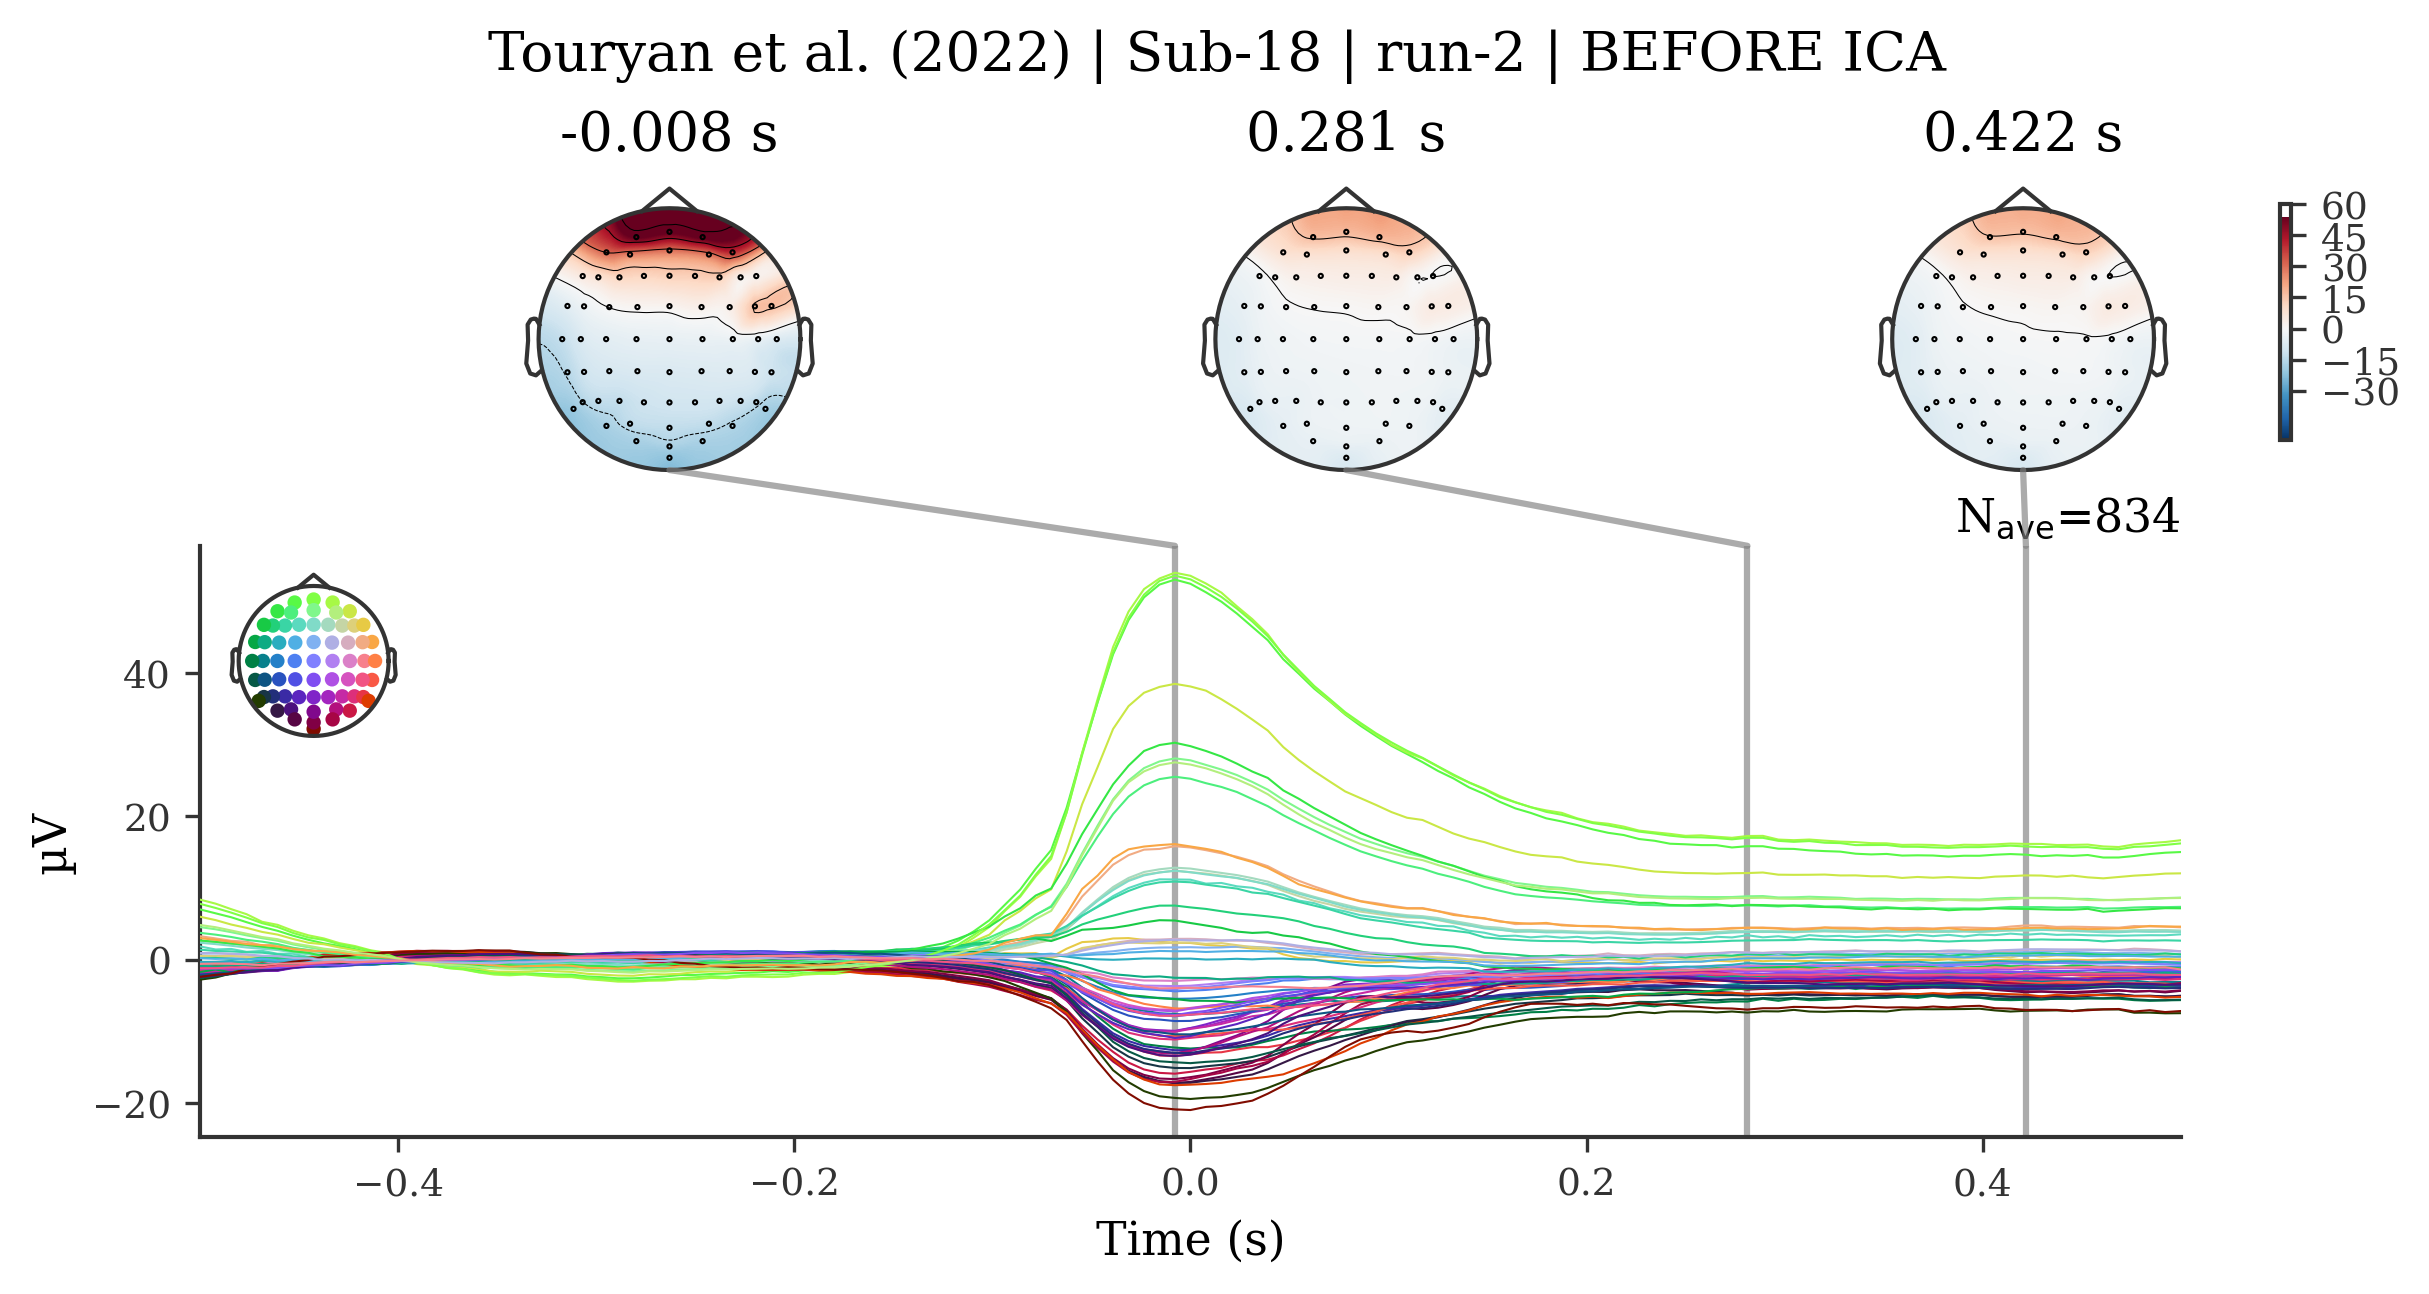 Touryan et al. (2022) | Sub-18 | run-2 | BEFORE ICA
-0.008 s
0.281 s
0.422 s
60
45
30
15
0
−15
−30
Nave=834
µV
40
20
0
−20
−0.4
−0.2
0.0
0.2
0.4
Time (s)